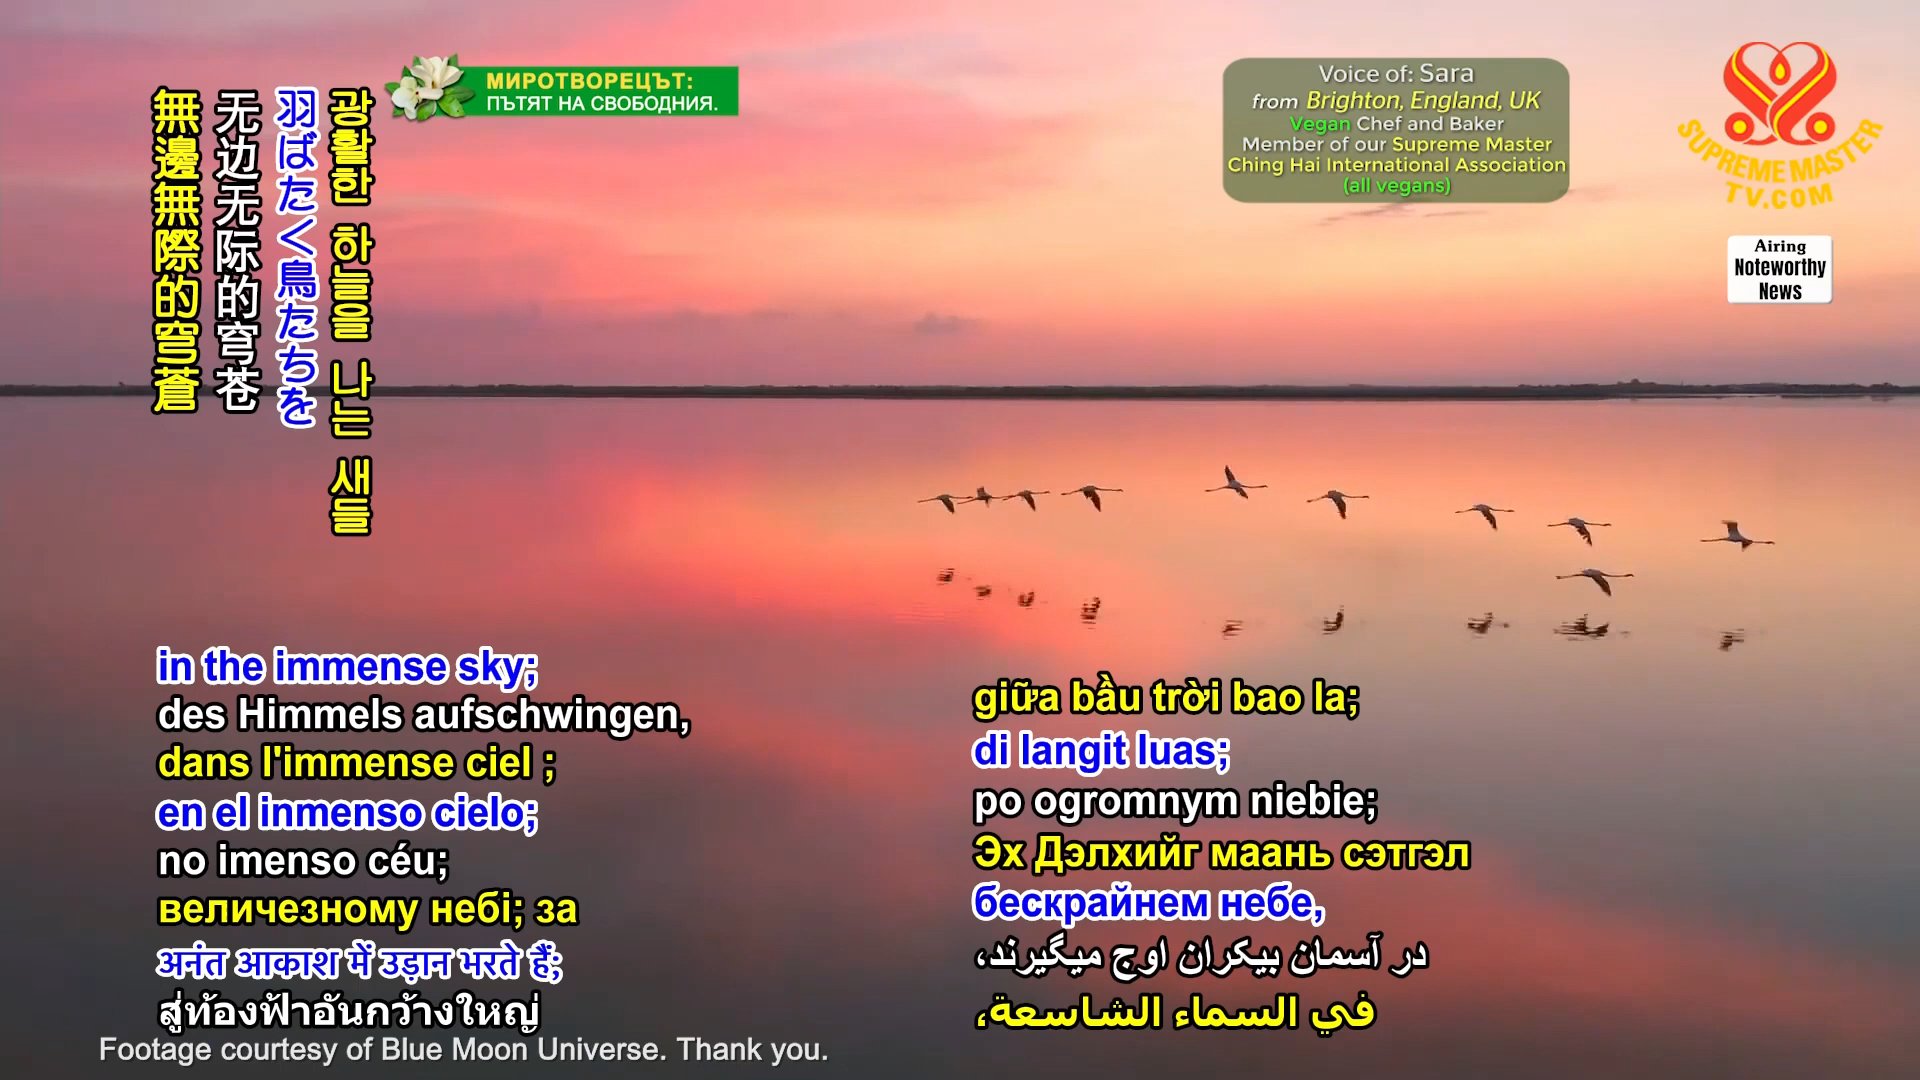 無邊無際的穹蒼
无边无际的穹苍
羽ばたく鳥たちを
광활한 하늘을 나는 새들
МИРОТВОРЕЦЪТ:
ПЪТЯТ НА СВОБОДНИЯ.
Voice of: Sara
from Brighton, England, UK
Vegan Chef and Baker
Member of our Supreme Master
Ching Hai International Association
(all vegans)
SUPREME MASTER
TV.COM
Airing
Noteworthy
News
in the immense sky;
des Himmels aufschwingen,
dans l'immense ciel ;
en el inmenso cielo;
no imenso céu;
величезному небі; за
अनंत आकाश में उड़ान भरते हैं;
สู่ท้องฟ้าอันกว้างใหญ่
giữa bầu trời bao la;
di langit luas;
po ogromnym niebie;
Эх Дэлхийг маань сэтгэл
бескрайнем небе,
در آسمان بیکران اوج میگیرند،
في السماء الشاسعة،
Footage courtesy of Blue Moon Universe. Thank you.